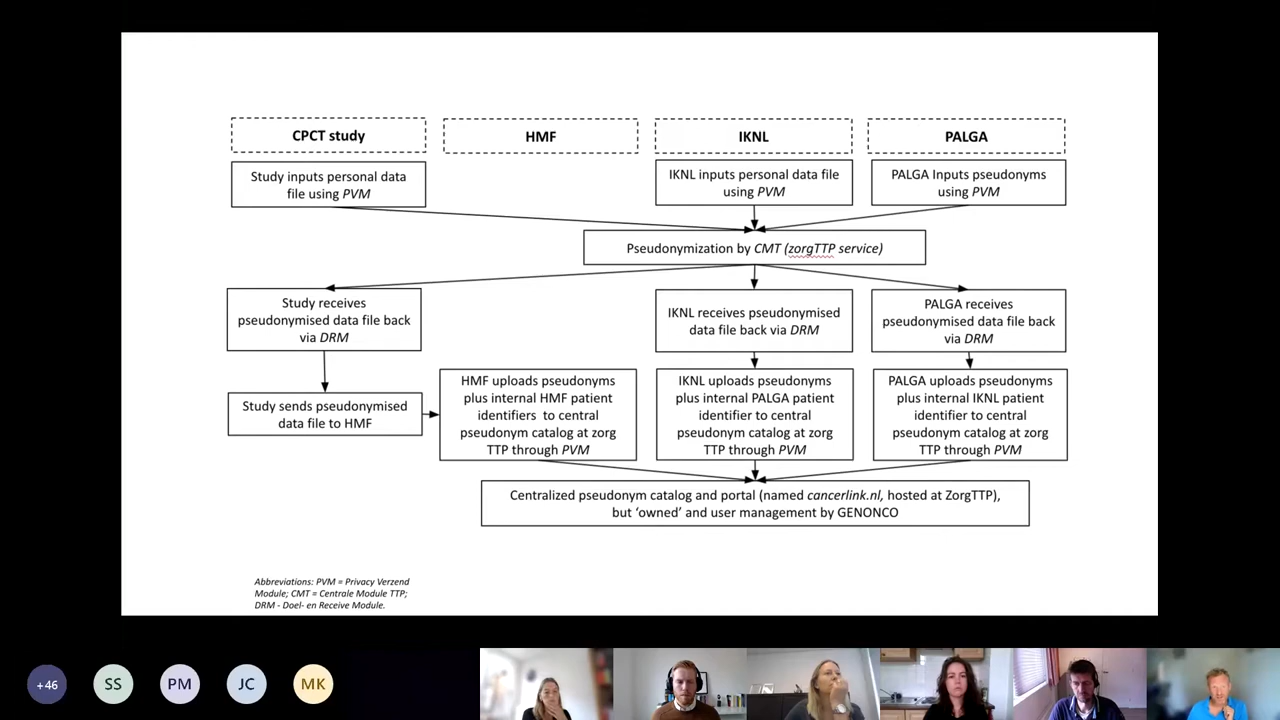 CPCT study
HMF
IKNL
PALGA
Study inputs personal data
file using PVM
IKNL inputs personal data file
using PVM
PALGA Inputs pseudonyms
using PVM
Pseudonymization by CMT (zorgTTP service)
Study receives
pseudonymised data file back
via DRM
IKNL receives pseudonymised
data file back via DRM
PALGA receives
pseudonymised data file back
via DRM
Study sends pseudonymised
data file to HMF
HMF uploads pseudonyms
plus internal HMF patient
identifiers to central
pseudonym catalog at zorg
TTP through PVM
IKNL uploads pseudonyms
plus internal PALGA patient
identifier to central
pseudonym catalog at zorg
TTP through PVM
PALGA uploads pseudonyms
plus internal IKNL patient
identifier to central
pseudonym catalog at zorg
TTP through PVM
Centralized pseudonym catalog and portal (named cancerlink.nl, hosted at ZorgTTP),
but ‘owned’ and user management by GENONCO
Abbreviations: PVM = Privacy Verzend
Module; CMT = Centrale Module TTP;
DRM - Doel- en Receive Module.
+46
SS
PM
JC
MK